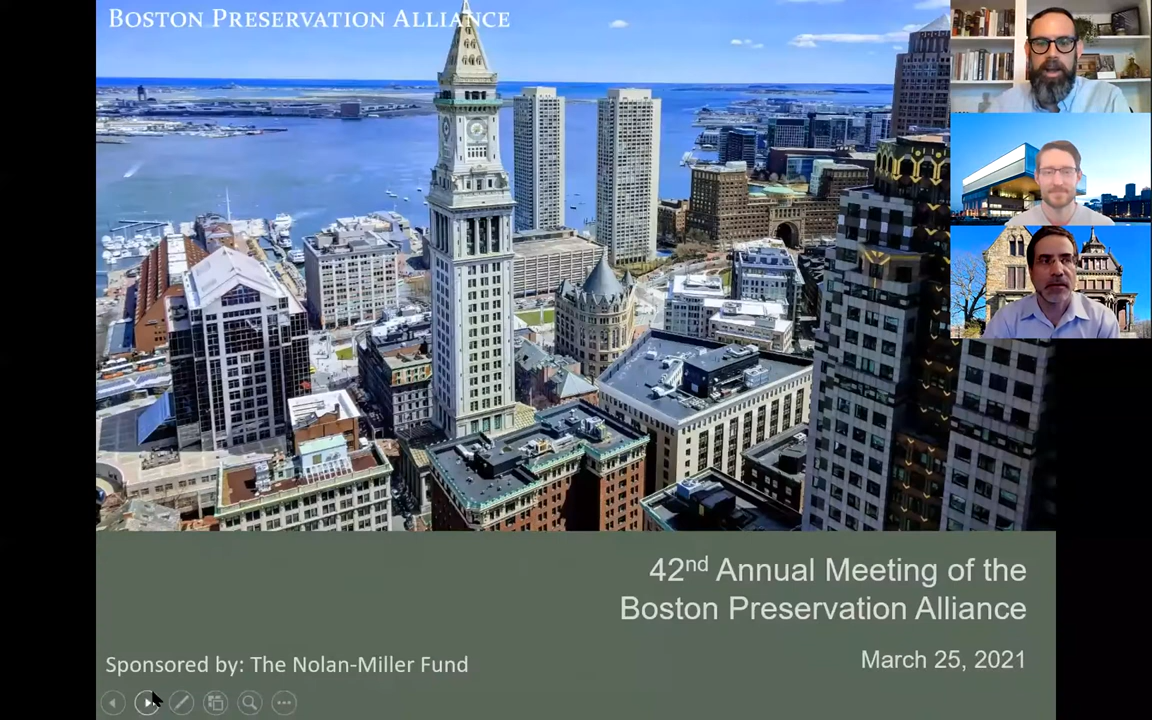 BOSTON PRESERVATION ALLIANCE
42nd Annual Meeting of the
Boston Preservation Alliance
March 25, 2021
Sponsored by: The Nolan-Miller Fund